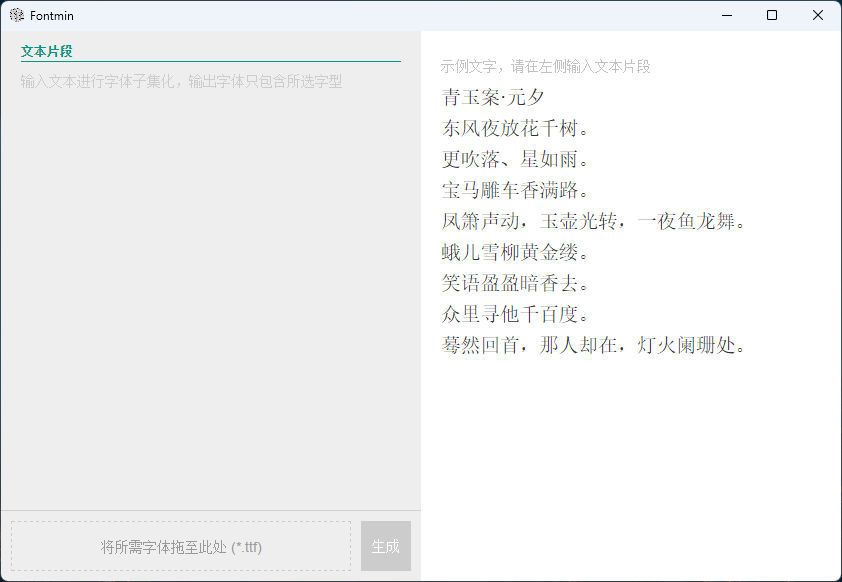 Fontmin
文本片段
输入文本进行字体子集化，输出字体只包含所选字型
将所需字体拖至此处 (*.ttf)
生成
示例文字，请在左侧输入文本片段
青玉案·元夕
东风夜放花千树。
更吹落、星如雨。
宝马雕车香满路。
凤箫声动，玉壶光转，一夜鱼龙舞。
蛾儿雪柳黄金缕。
笑语盈盈暗香去。
众里寻他千百度。
蓦然回首，那人却在，灯火阑珊处。